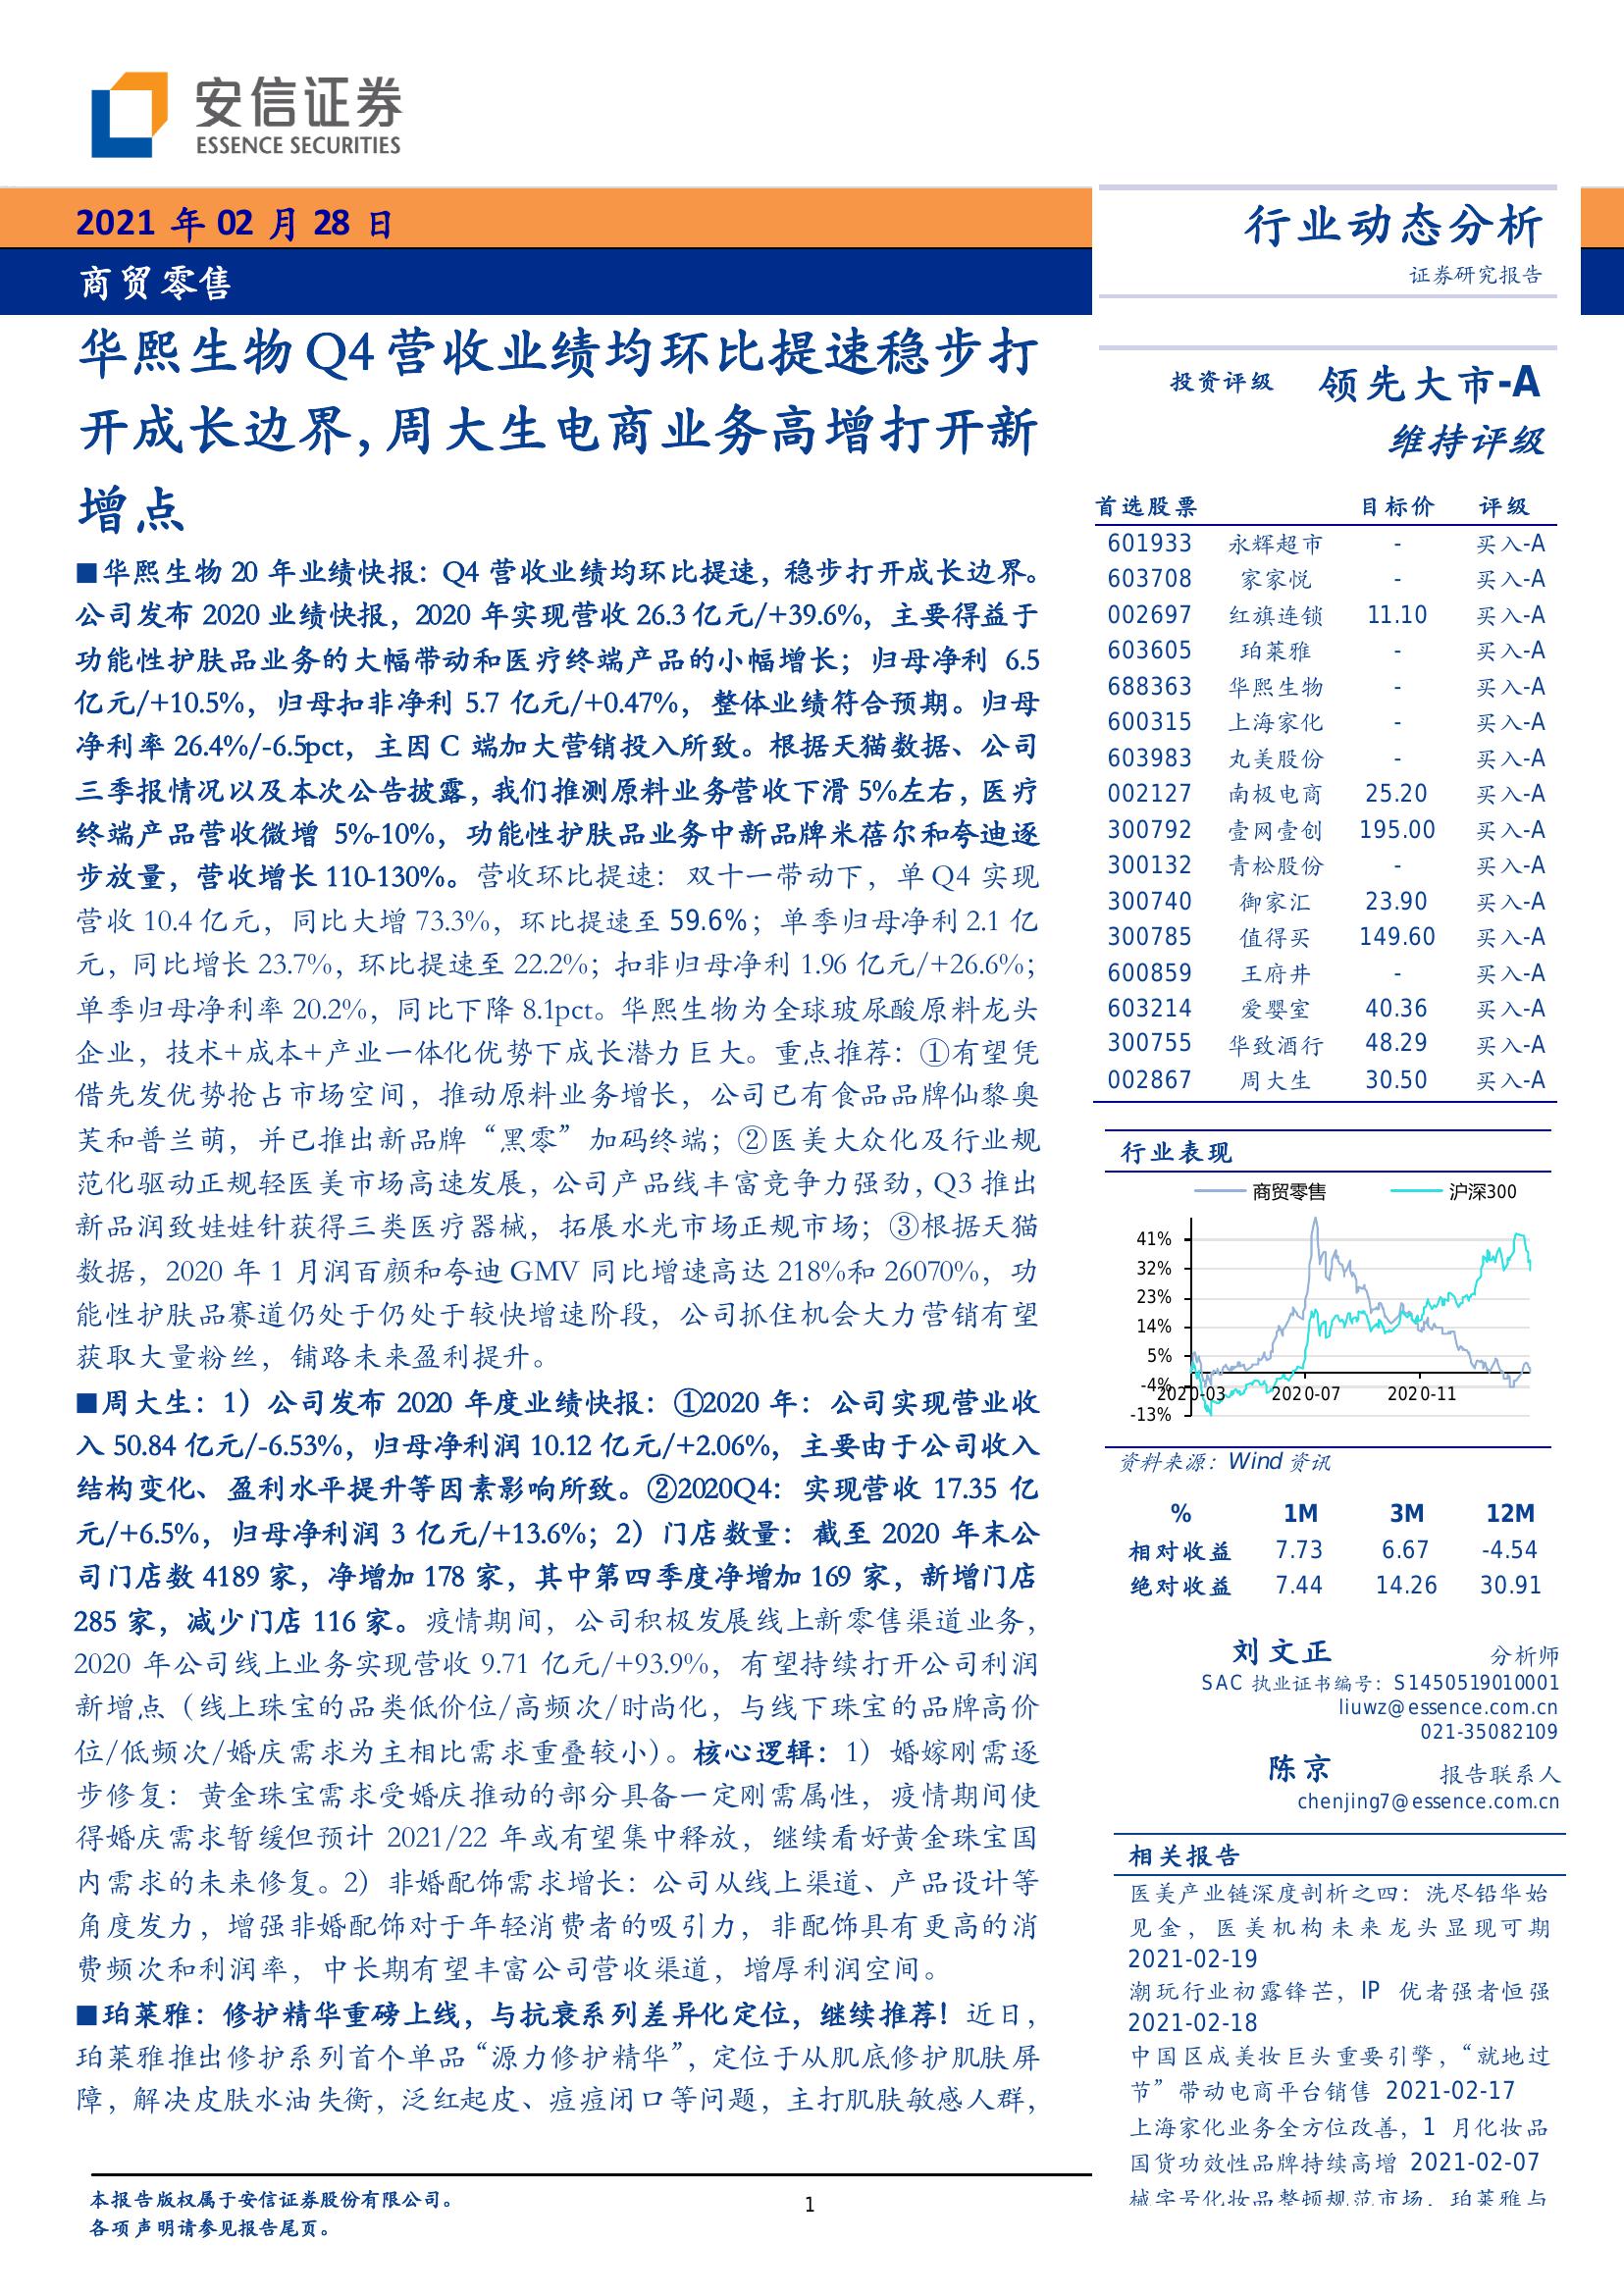 安信证券
ESSENCE SECURITIES
2021 年 02 月 28 日
商贸零售
行业动态分析
证券研究报告
华熙生物 Q4 营收业绩均环比提速稳步打
开成长边界，周大生电商业务高增打开新
增点
■华熙生物 20 年业绩快报：Q4 营收业绩均环比提速，稳步打开成长边界。
公司发布 2020 业绩快报，2020 年实现营收 26.3 亿元/+39.6%，主要得益于
功能性护肤品业务的大幅带动和医疗终端产品的小幅增长；归母净利 6.5
亿元/+10.5%，归母扣非净利 5.7 亿元/+0.47%，整体业绩符合预期。归母
净利率 26.4%/-6.5pct，主因 C 端加大营销投入所致。根据天猫数据、公司
三季报情况以及本次公告披露，我们推测原料业务营收下滑 5%左右，医疗
终端产品营收微增 5%-10%，功能性护肤品业务中新品牌米蓓尔和夸迪逐
步放量，营收增长 110-130%。营收环比提速：双十一带动下，单 Q4 实现
营收 10.4 亿元，同比大增 73.3%，环比提速至 59.6%；单季归母净利 2.1 亿
元，同比增长 23.7%，环比提速至 22.2%；扣非归母净利 1.96 亿元/+26.6%；
单季归母净利率 20.2%，同比下降 8.1pct。华熙生物为全球玻尿酸原料龙头
企业，技术+成本+产业一体化优势下成长潜力巨大。重点推荐：①有望凭
借先发优势抢占市场空间，推动原料业务增长，公司已有食品品牌仙黎奥
芙和普兰萌，并已推出新品牌“黑零”加码终端；②医美大众化及行业规
范化驱动正规轻医美市场高速发展，公司产品线丰富竞争力强劲，Q3 推出
新品润致娃娃针获得三类医疗器械，拓展水光市场正规市场；③根据天猫
数据，2020 年 1 月润百颜和夸迪 GMV 同比增速高达 218%和 26070%，功
能性护肤品赛道仍处于仍处于较快增速阶段，公司抓住机会大力营销有望
获取大量粉丝，铺路未来盈利提升。
■周大生：1）公司发布 2020 年度业绩快报：①2020 年：公司实现营业收
入 50.84 亿元/-6.53%，归母净利润 10.12 亿元/+2.06%，主要由于公司收入
结构变化、盈利水平提升等因素影响所致。②2020Q4：实现营收 17.35 亿
元/+6.5%，归母净利润 3 亿元/+13.6%；2）门店数量：截至 2020 年末公
司门店数 4189 家，净增加 178 家，其中第四季度净增加 169 家，新增门店
285 家，减少门店 116 家。疫情期间，公司积极发展线上新零售渠道业务，
2020 年公司线上业务实现营收 9.71 亿元/+93.9%，有望持续打开公司利润
新增点（线上珠宝的品类低价位/高频次/时尚化，与线下珠宝的品牌高价
位/低频次/婚庆需求为主相比需求重叠较小）。核心逻辑：1）婚嫁刚需逐
步修复：黄金珠宝需求受婚庆推动的部分具备一定刚需属性，疫情期间使
得婚庆需求暂缓但预计 2021/22 年或有望集中释放，继续看好黄金珠宝国
内需求的未来修复。2）非婚配饰需求增长：公司从线上渠道、产品设计等
角度发力，增强非婚配饰对于年轻消费者的吸引力，非配饰具有更高的消
费频次和利润率，中长期有望丰富公司营收渠道，增厚利润空间。
■珀莱雅：修护精华重磅上线，与抗衰系列差异化定位，继续推荐！近日，
珀莱雅推出修护系列首个单品“源力修护精华”，定位于从肌底修护肌肤屏
障，解决皮肤水油失衡，泛红起皮、痘痘闭口等问题，主打肌肤敏感人群，
投资评级 领先大市-A
维持评级
首选股票 目标价 评级
601933 永辉超市 - 买入-A
603708 家家悦 - 买入-A
002697 红旗连锁 11.10 买入-A
603605 珀莱雅 - 买入-A
688363 华熙生物 - 买入-A
600315 上海家化 - 买入-A
603983 丸美股份 - 买入-A
002127 南极电商 25.20 买入-A
300792 壹网壹创 195.00 买入-A
300132 青松股份 - 买入-A
300740 御家汇 23.90 买入-A
300785 值得买 149.60 买入-A
600859 王府井 - 买入-A
603214 爱婴室 40.36 买入-A
300755 华致酒行 48.29 买入-A
002867 周大生 30.50 买入-A
行业表现
商贸零售 沪深300
41%
32%
23%
14%
5%
-4%
-13%
2020-03 2020-07 2020-11
资料来源：Wind 资讯
% 1M 3M 12M
相对收益 7.73 6.67 -4.54
绝对收益 7.44 14.26 30.91
刘文正 分析师
SAC 执业证书编号：S1450519010001
liuwz@essence.com.cn
021-35082109
陈京 报告联系人
chenjing7@essence.com.cn
相关报告
医美产业链深度剖析之四：洗尽铅华始
见金，医美机构未来龙头显现可期
2021-02-19
潮玩行业初露锋芒，IP 优者强者恒强
2021-02-18
中国区成美妆巨头重要引擎，“就地过
节”带动电商平台销售 2021-02-17
上海家化业务全方位改善，1 月化妆品
国货功效性品牌持续高增 2021-02-07
械字号化妆品整顿规范市场，珀莱雅与
本报告版权属于安信证券股份有限公司。
各项声明请参见报告尾页。
1